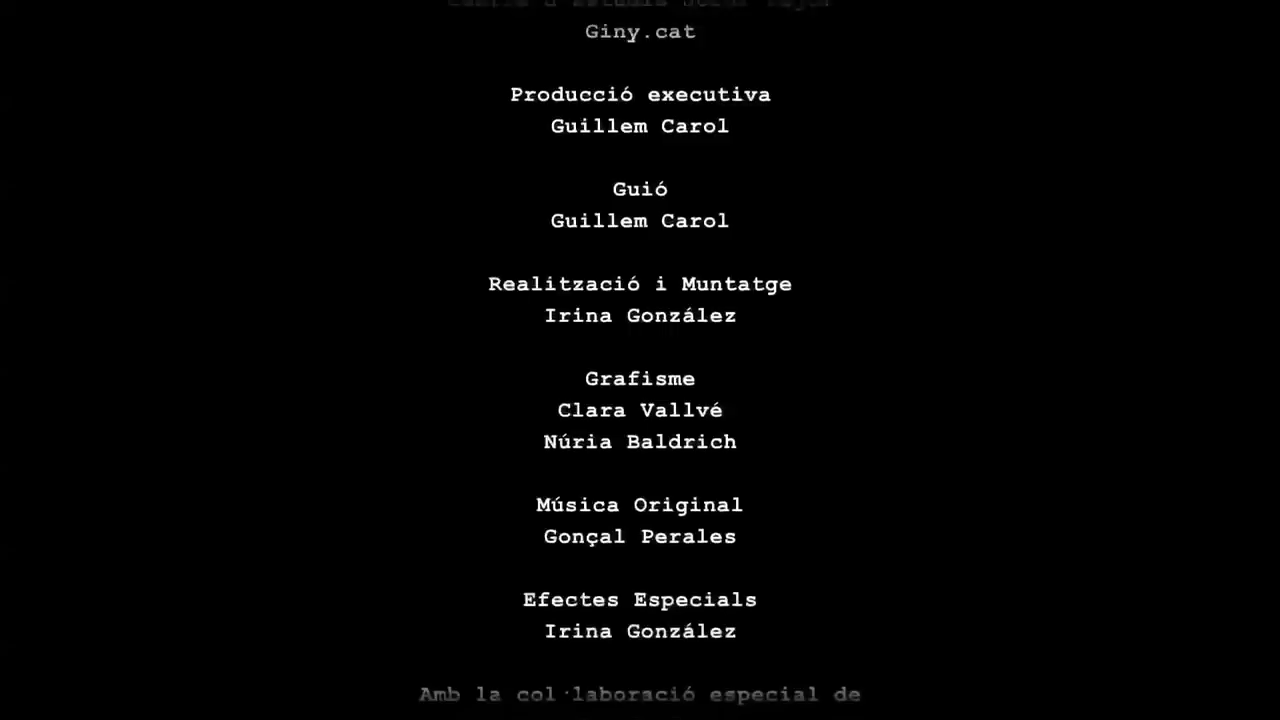 Giny.cat
Producció executiva
Guillem Carol
Guió
Guillem Carol
Realització i Muntatge
Irina González
Grafisme
Clara Vallvé
Núria Baldrich
Música Original
Gonçal Perales
Efectes Especials
Irina González
Amb la col·laboració especial de